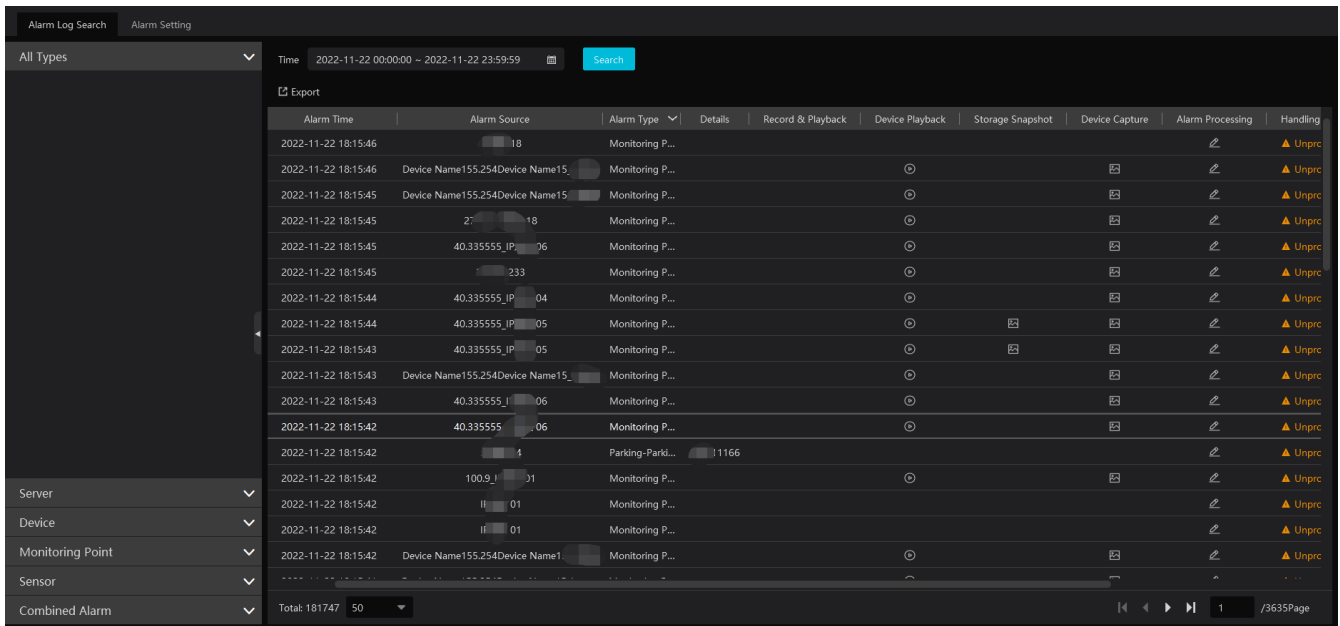 Alarm Log Search Alarm Setting
All Types
Time 2022-11-22 00:00:00 ~ 2022-11-22 23:59:59 Search
Export
Alarm Time Alarm Source Alarm Type Details Record & Playback Device Playback Storage Snapshot Device Capture Alarm Processing Handling
2022-11-22 18:15:46 18 Monitoring P... Unprc
2022-11-22 18:15:46 Device Name155.254Device Name15_ Monitoring P... Unprc
2022-11-22 18:15:45 Device Name155.254Device Name15 Monitoring P... Unprc
2022-11-22 18:15:45 27 18 Monitoring P... Unprc
2022-11-22 18:15:45 40.335555_IP 06 Monitoring P... Unprc
2022-11-22 18:15:45 233 Monitoring P... Unprc
2022-11-22 18:15:44 40.335555_IP 04 Monitoring P... Unprc
2022-11-22 18:15:44 40.335555_IP 05 Monitoring P... Unprc
2022-11-22 18:15:43 40.335555_IP 05 Monitoring P... Unprc
2022-11-22 18:15:43 Device Name155.254Device Name15_ Monitoring P... Unprc
2022-11-22 18:15:43 40.335555_I 06 Monitoring P... Unprc
2022-11-22 18:15:42 40.335555 06 Monitoring P... Unprc
2022-11-22 18:15:42 4 Parking-Parki... 11166 Unprc
2022-11-22 18:15:42 100.9_I 01 Monitoring P... Unprc
2022-11-22 18:15:42 IP 01 Monitoring P... Unprc
2022-11-22 18:15:42 IP 01 Monitoring P... Unprc
2022-11-22 18:15:42 Device Name155.254Device Name1 Monitoring P... Unprc
Server
Device
Monitoring Point
Sensor
Combined Alarm
Total: 181747 50 1 /3635Page